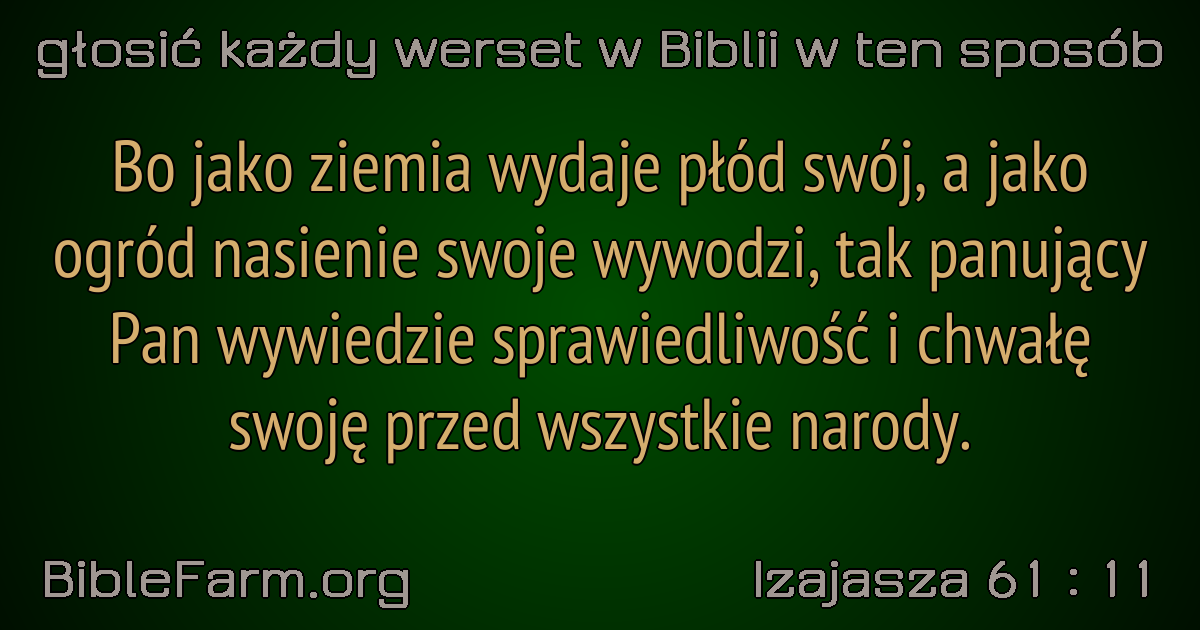 głosić każdy werset w Biblii w ten sposób
Bo jako ziemia wydaje płód swój, a jako
ogród nasienie swoje wywodzi, tak panujący
Pan wywiedzie sprawiedliwość i chwałę
swoję przed wszystkie narody.
BibleFarm.org
Izajasza 61 : 11